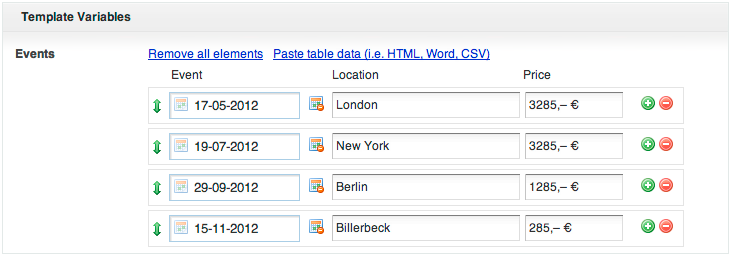 Template Variables
Events Remove all elements Paste table data (i.e. HTML, Word, CSV)
Event Location Price
17-05-2012 London 3285,– €
19-07-2012 New York 3285,– €
29-09-2012 Berlin 1285,– €
15-11-2012 Billerbeck 285,– €